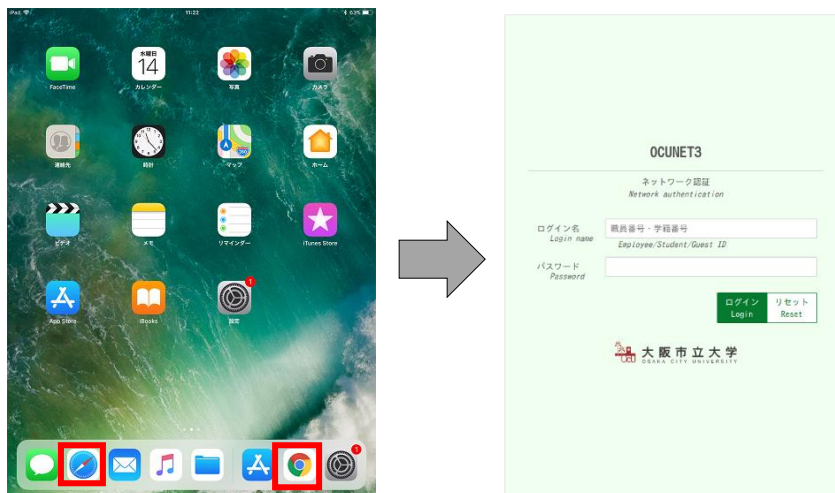 iPad
11:22
63%
水曜日
14
FaceTime
カレンダー
写真
カメラ
280
連絡先
時計
マップ
ホーム
ビデオ
メモ
リマインダー
iTunes Store
1
App Store
iBooks
設定
1
OCUNET3
ネットワーク認証
Network authentication
ログイン名
Login name
職員番号・学籍番号
Employee/Student/Guest ID
パスワード
Password
ログイン
Login
リセット
Reset
大阪市立大学
OSAKA CITY UNIVERSITY